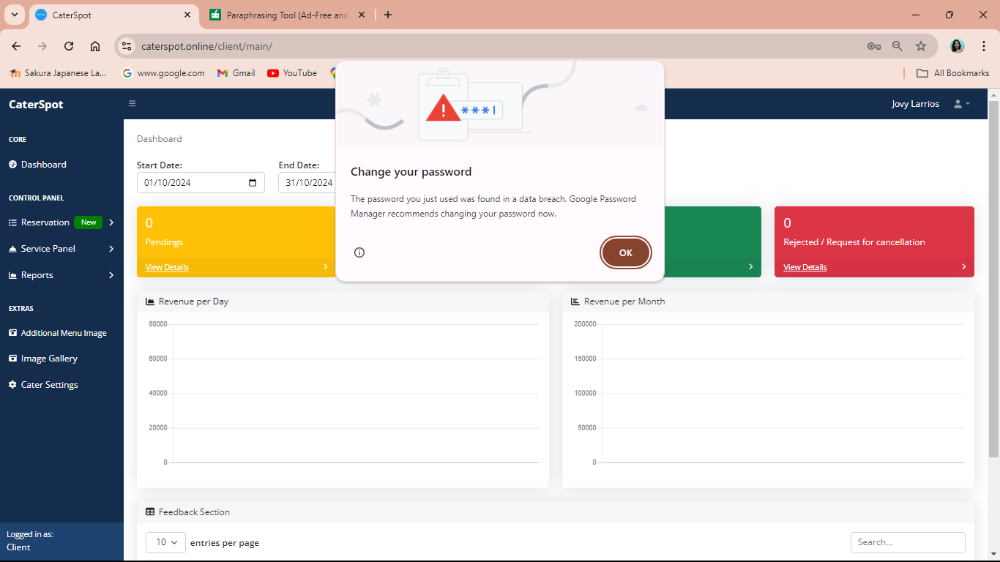 CaterSpot
Paraphrasing Tool (Ad-Free and
caterspot.online/client/main/
Sakura Japanese La...
www.google.com
Gmail
YouTube
All Bookmarks
CaterSpot
Jovy Larrios
CORE
Dashboard
CONTROL PANEL
Reservation New
Service Panel
Reports
EXTRAS
Additional Menu Image
Image Gallery
Cater Settings
Logged in as:
Client
Dashboard
Start Date:
End Date:
01/10/2024
31/10/2024
***
Change your password
The password you just used was found in a data breach. Google Password
Manager recommends changing your password now.
OK
0
Pendings
View Details
0
Rejected / Request for cancellation
View Details
Revenue per Day
80000
60000
40000
20000
0
Revenue per Month
200000
150000
100000
50000
0
Feedback Section
10 entries per page
Search...